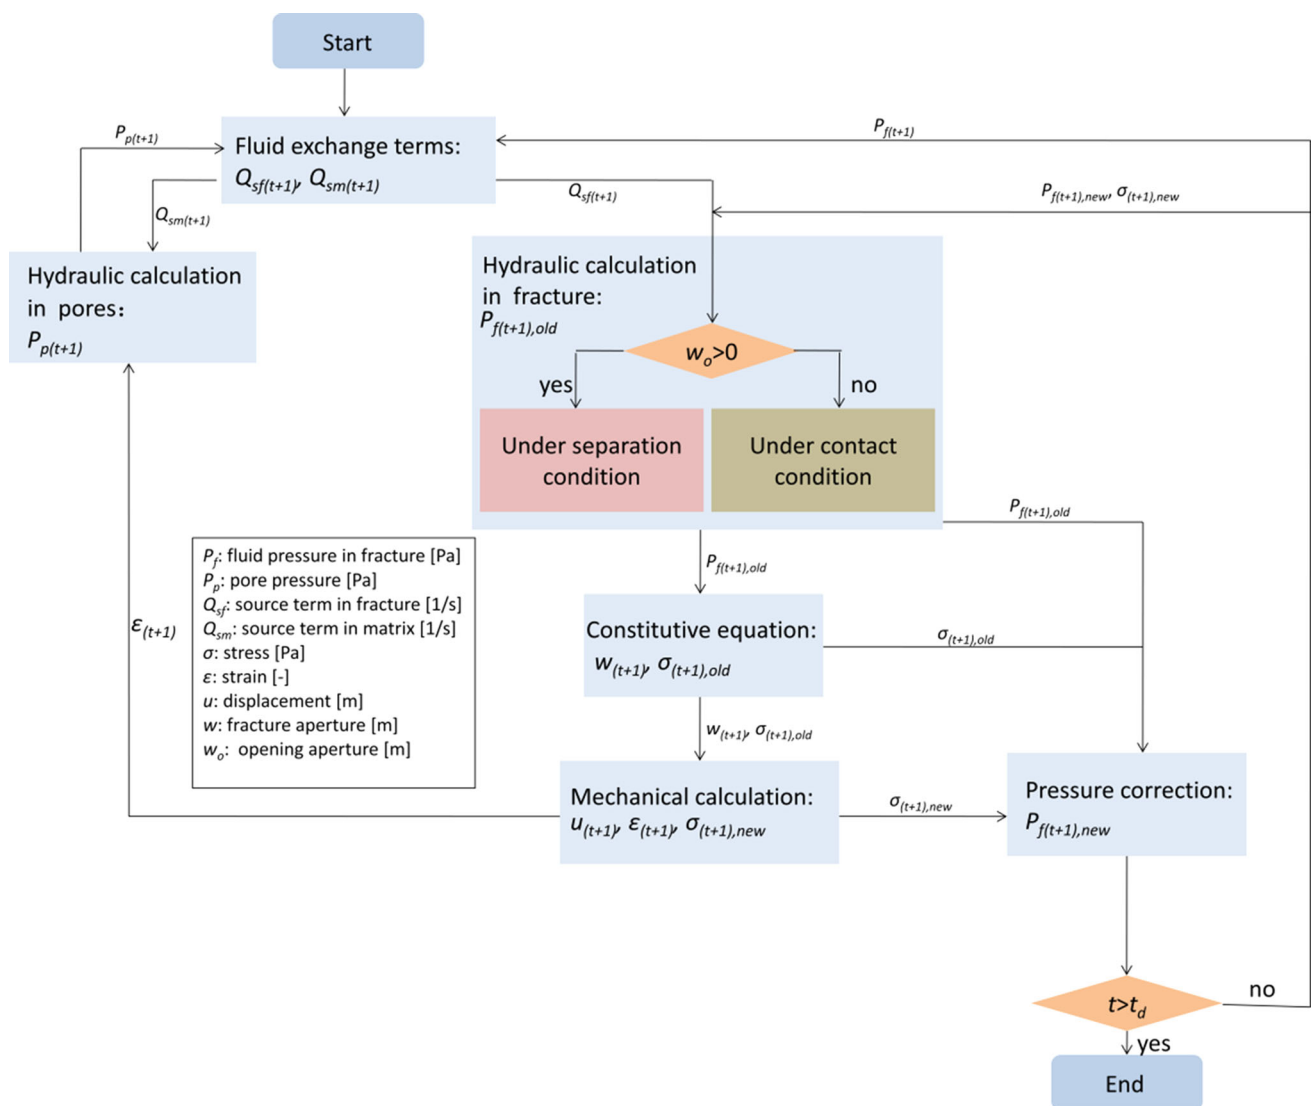 Start
P_p(t+1)
P_f(t+1)
Fluid exchange terms:
Q_sf(t+1), Q_sm(t+1)
Q_sf(t+1)
P_f(t+1),new, σ_(t+1),new
Q_sm(t+1)
Hydraulic calculation
in pores：
P_p(t+1)
Hydraulic calculation
in fracture:
P_f(t+1),old
w_o>0
yes
no
Under separation
condition
Under contact
condition
P_f(t+1),old
P_f(t+1),old
P_f: fluid pressure in fracture [Pa]
P_p: pore pressure [Pa]
Q_sf: source term in fracture [1/s]
Q_sm: source term in matrix [1/s]
σ: stress [Pa]
ε: strain [-]
u: displacement [m]
w: fracture aperture [m]
w_o: opening aperture [m]
ε_(t+1)
Constitutive equation:
w_(t+1), σ_(t+1),old
σ_(t+1),old
w_(t+1), σ_(t+1),old
Mechanical calculation:
u_(t+1), ε_(t+1), σ_(t+1),new
σ_(t+1),new
Pressure correction:
P_f(t+1),new
t>t_d
no
yes
End